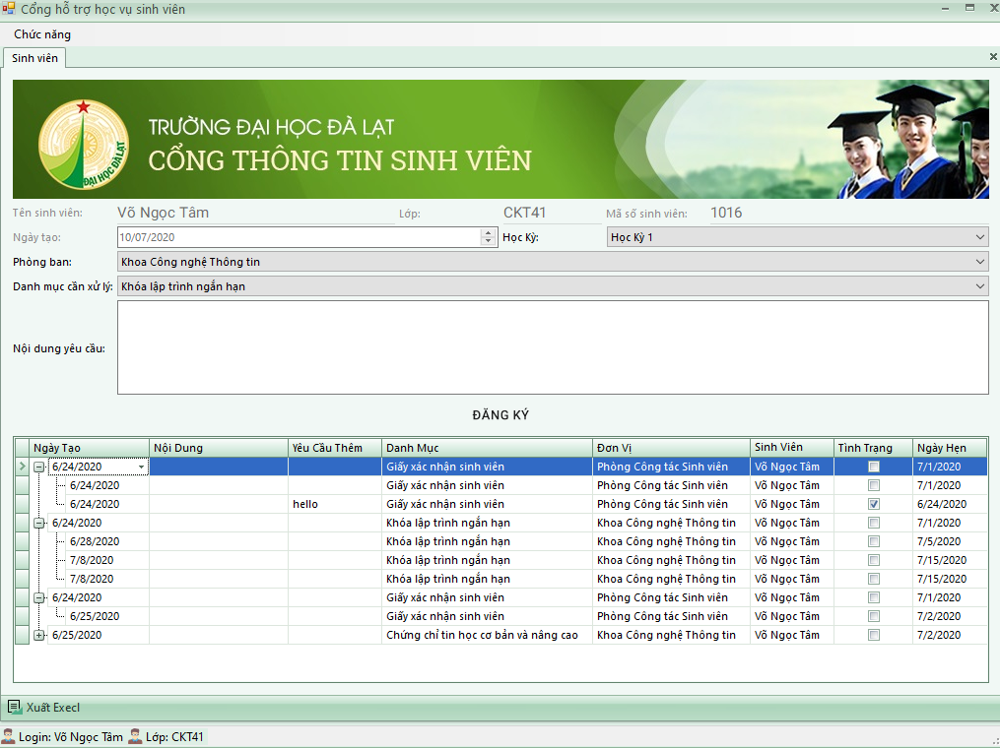 Cổng hỗ trợ học vụ sinh viên
Chức năng
Sinh viên
ĐẠI HỌC ĐÀ LẠT
TRƯỜNG ĐẠI HỌC ĐÀ LẠT
CỔNG THÔNG TIN SINH VIÊN
Tên sinh viên: Võ Ngọc Tâm Lớp: CKT41 Mã số sinh viên: 1016
Ngày tạo: 10/07/2020 Học Kỳ: Học Kỳ 1
Phòng ban: Khoa Công nghệ Thông tin
Danh mục cần xử lý: Khóa lập trình ngắn hạn
Nội dung yêu cầu:
ĐĂNG KÝ
Ngày Tạo Nội Dung Yêu Cầu Thêm Danh Mục Đơn Vị Sinh Viên Tình Trạng Ngày Hẹn
6/24/2020 Giấy xác nhận sinh viên Phòng Công tác Sinh viên Võ Ngọc Tâm 7/1/2020
6/24/2020 Giấy xác nhận sinh viên Phòng Công tác Sinh viên Võ Ngọc Tâm 7/1/2020
6/24/2020 hello Giấy xác nhận sinh viên Phòng Công tác Sinh viên Võ Ngọc Tâm 6/24/2020
6/24/2020 Khóa lập trình ngắn hạn Khoa Công nghệ Thông tin Võ Ngọc Tâm 7/1/2020
6/28/2020 Khóa lập trình ngắn hạn Khoa Công nghệ Thông tin Võ Ngọc Tâm 7/5/2020
7/8/2020 Khóa lập trình ngắn hạn Khoa Công nghệ Thông tin Võ Ngọc Tâm 7/15/2020
7/8/2020 Khóa lập trình ngắn hạn Khoa Công nghệ Thông tin Võ Ngọc Tâm 7/15/2020
6/24/2020 Giấy xác nhận sinh viên Phòng Công tác Sinh viên Võ Ngọc Tâm 7/1/2020
6/25/2020 Giấy xác nhận sinh viên Phòng Công tác Sinh viên Võ Ngọc Tâm 7/2/2020
6/25/2020 Chứng chỉ tin học cơ bản và nâng cao Khoa Công nghệ Thông tin Võ Ngọc Tâm 7/2/2020
Xuất Execl
Login: Võ Ngọc Tâm Lớp: CKT41